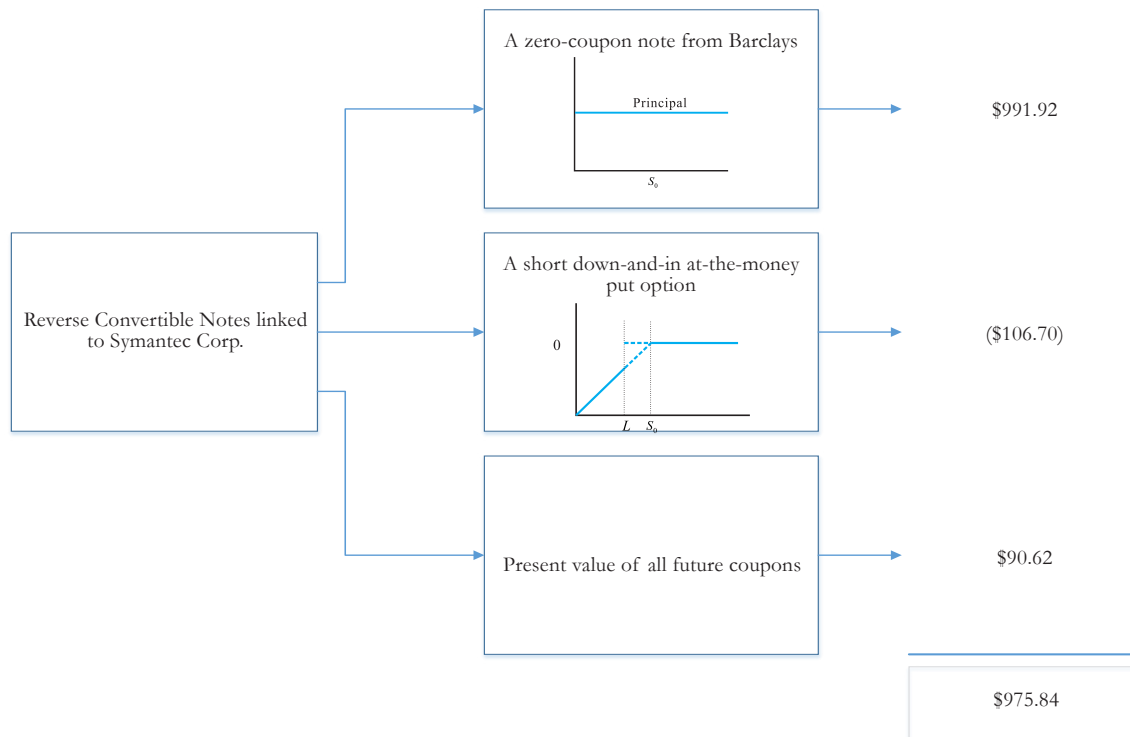 A zero-coupon note from Barclays
Principal
S₀
$991.92
Reverse Convertible Notes linked
to Symantec Corp.
A short down-and-in at-the-money
put option
0
L S₀
($106.70)
Present value of all future coupons
$90.62
$975.84